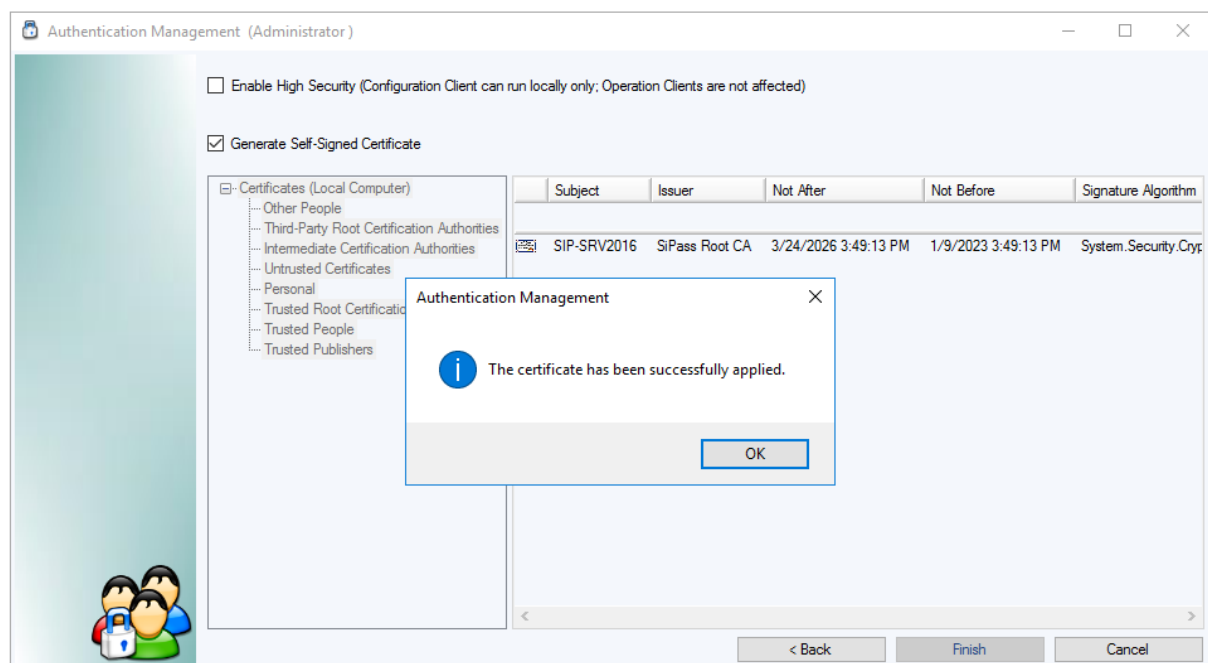 Authentication Management (Administrator)
Enable High Security (Configuration Client can run locally only; Operation Clients are not affected)
Generate Self-Signed Certificate
Certificates (Local Computer)
Other People
Third-Party Root Certification Authorities
Intermediate Certification Authorities
Untrusted Certificates
Personal
Trusted Root Certificatio
Trusted People
Trusted Publishers
Subject Issuer Not After Not Before Signature Algorithm
SIP-SRV2016 SiPass Root CA 3/24/2026 3:49:13 PM 1/9/2023 3:49:13 PM System.Security.Cryp
Authentication Management
The certificate has been successfully applied.
OK
< Back Finish Cancel